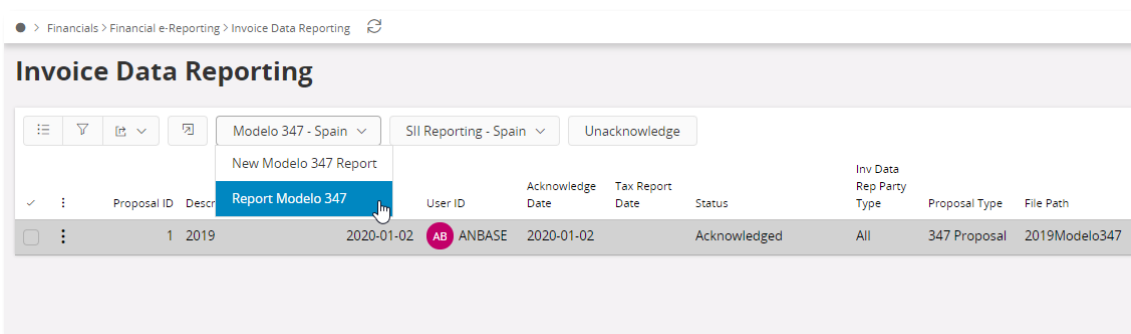 Financials > Financial e-Reporting > Invoice Data Reporting
Invoice Data Reporting
Modelo 347 - Spain
SII Reporting - Spain
Unacknowledge
New Modelo 347 Report
Report Modelo 347
Proposal ID
Descr
User ID
Acknowledge
Date
Tax Report
Date
Status
Inv Data
Rep Party
Type
Proposal Type
File Path
1 2019 2020-01-02 AB ANBASE 2020-01-02 Acknowledged All 347 Proposal 2019Modelo347